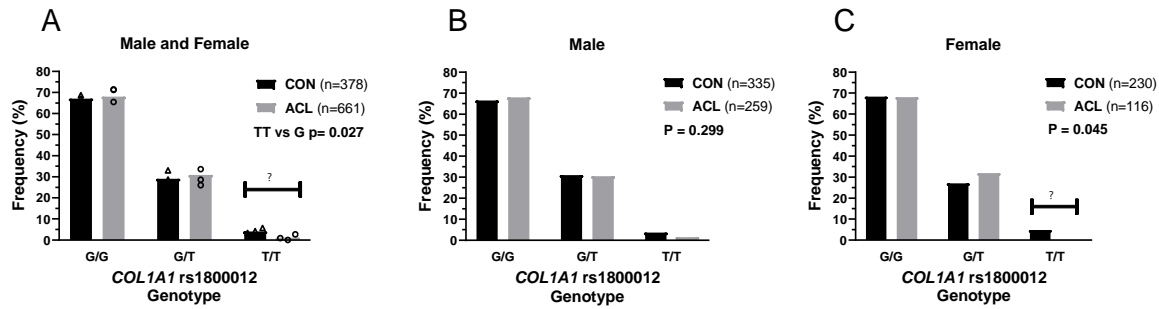 A
Male and Female
Frequency (%)
80
70
60
50
40
30
20
10
0
CON (n=378)
ACL (n=661)
TT vs G p= 0.027
?
G/G
G/T
T/T
COL1A1 rs1800012
Genotype
B
Male
Frequency (%)
80
70
60
50
40
30
20
10
0
CON (n=335)
ACL (n=259)
P = 0.299
G/G
G/T
T/T
COL1A1 rs1800012
Genotype
C
Female
Frequency (%)
80
70
60
50
40
30
20
10
0
CON (n=230)
ACL (n=116)
P = 0.045
?
G/G
G/T
T/T
COL1A1 rs1800012
Genotype